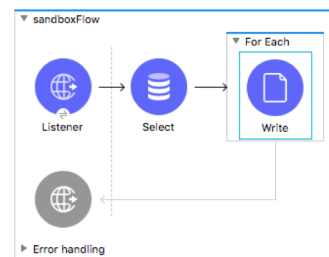 sandboxFlow
For Each
Listener
Select
Write
Error handling